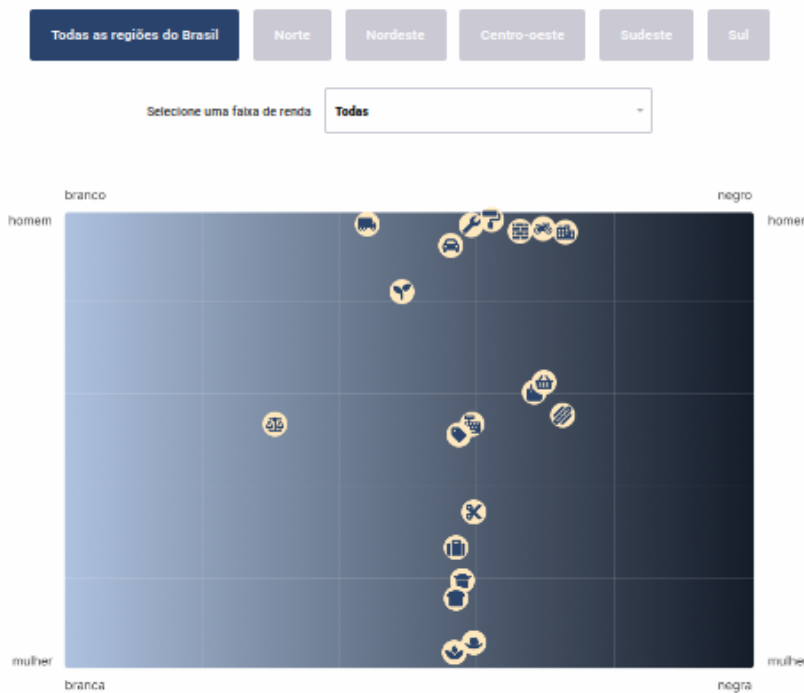 Todas as regiões do Brasil Norte Nordeste Centro-oeste Sudeste Sul
Selecione uma faixa de renda Todas
branco negro
homem homem
mulher mulher
branca negra